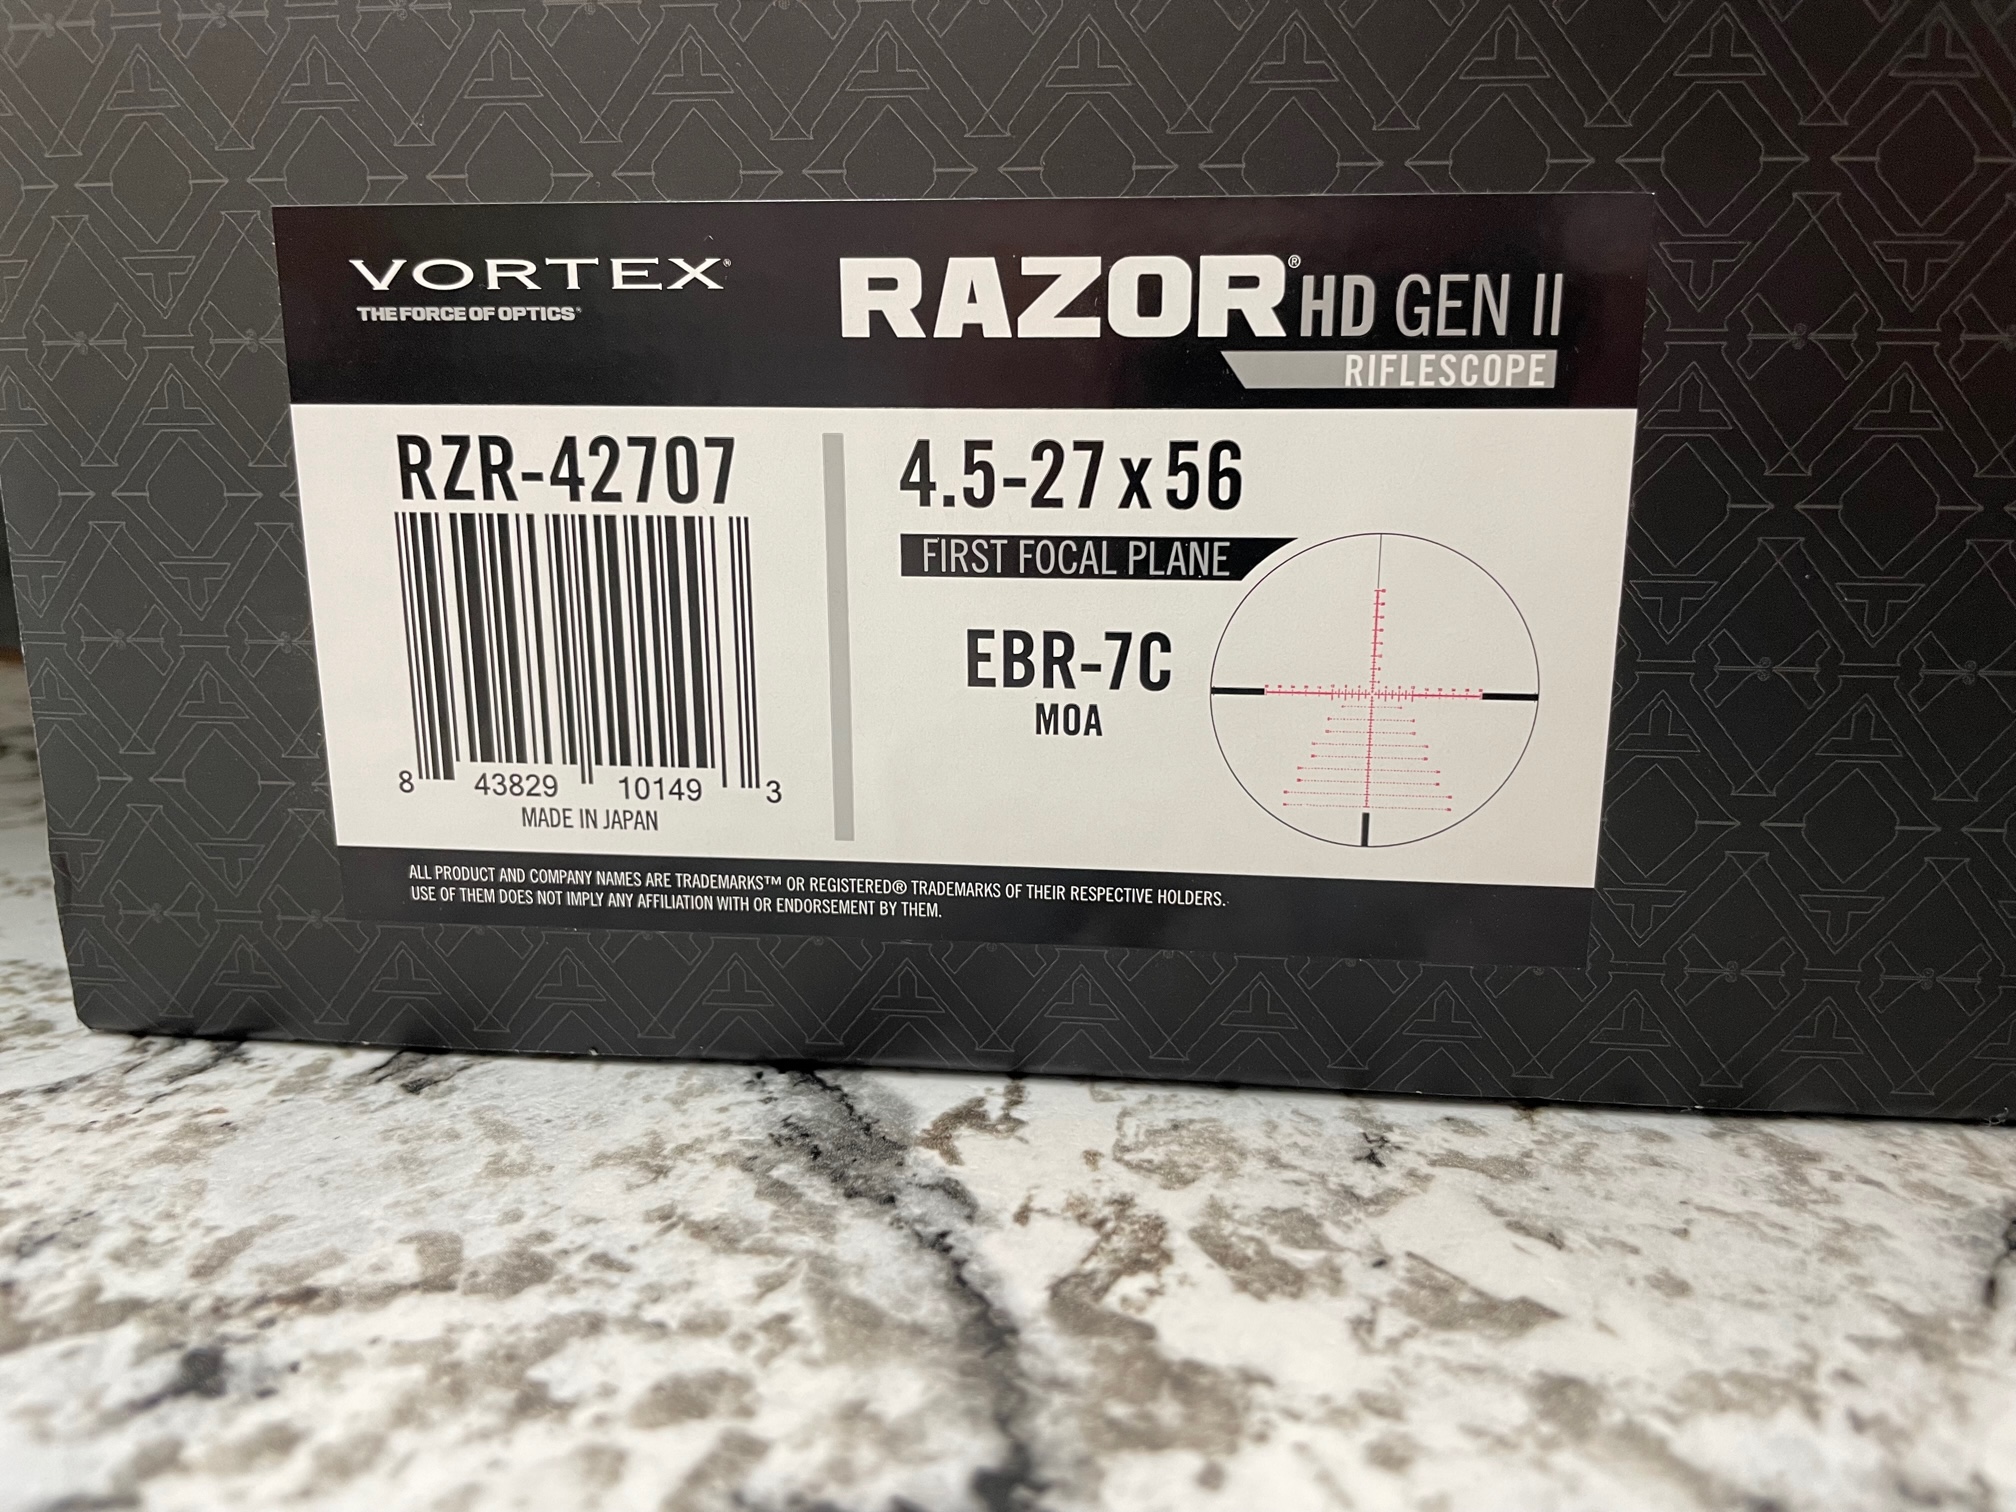 VORTEX®
THE FORCE OF OPTICS®
RAZOR® HD GEN II
RIFLESCOPE
RZR-42707
8 43829 10149 3
MADE IN JAPAN
4.5-27 x 56
FIRST FOCAL PLANE
EBR-7C
MOA
ALL PRODUCT AND COMPANY NAMES ARE TRADEMARKS™ OR REGISTERED® TRADEMARKS OF THEIR RESPECTIVE HOLDERS.
USE OF THEM DOES NOT IMPLY ANY AFFILIATION WITH OR ENDORSEMENT BY THEM.